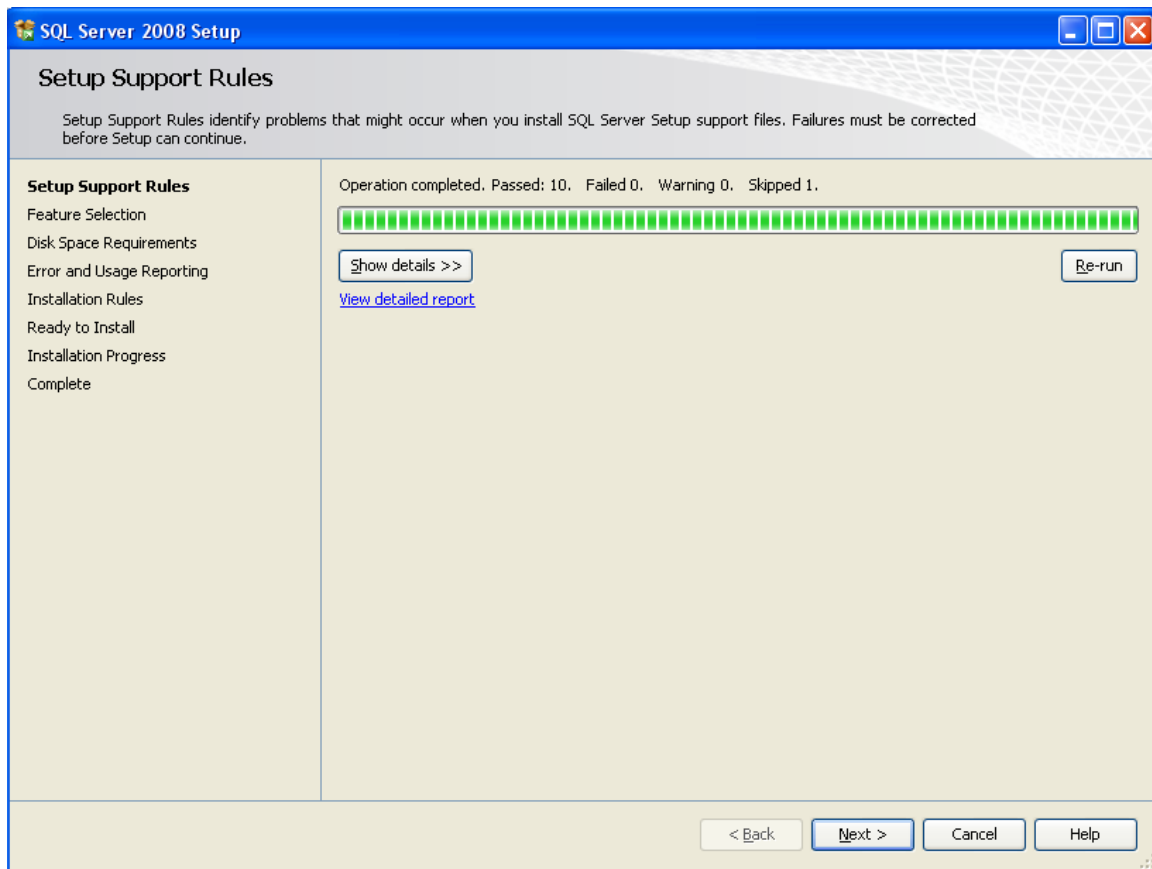 SQL Server 2008 Setup
Setup Support Rules
Setup Support Rules identify problems that might occur when you install SQL Server Setup support files. Failures must be corrected
before Setup can continue.
Setup Support Rules
Feature Selection
Disk Space Requirements
Error and Usage Reporting
Installation Rules
Ready to Install
Installation Progress
Complete
Operation completed. Passed: 10.   Failed 0.   Warning 0.   Skipped 1.
Show details >>
Re-run
View detailed report
< Back
Next >
Cancel
Help